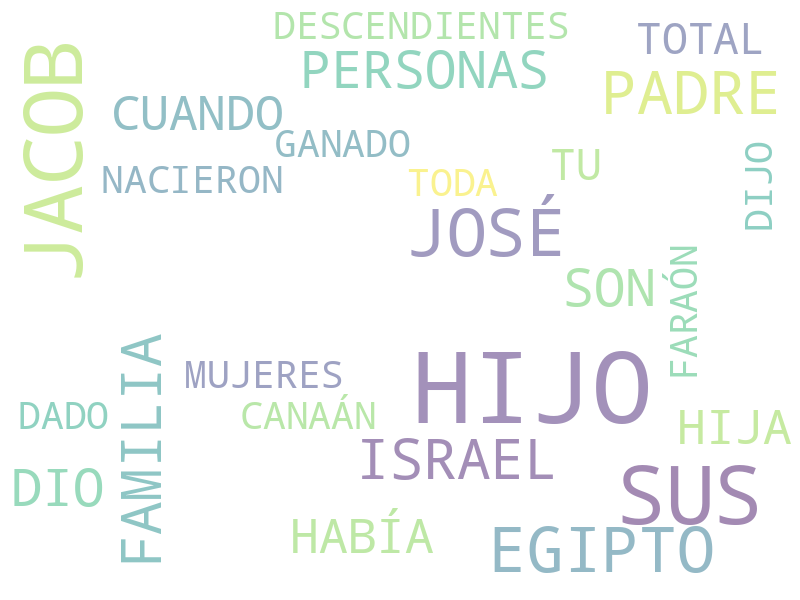 DESCENDIENTES
TOTAL
PERSONAS
PADRE
JACOB
CUANDO
GANADO
NACIERON
TODA
TU
DIJO
JOSÉ
SON
FARAÓN
HIJO
MUJERES
FAMILIA
DADO
CANAÁN
HIJA
ISRAEL
DIO
SUS
HABÍA
EGIPTO